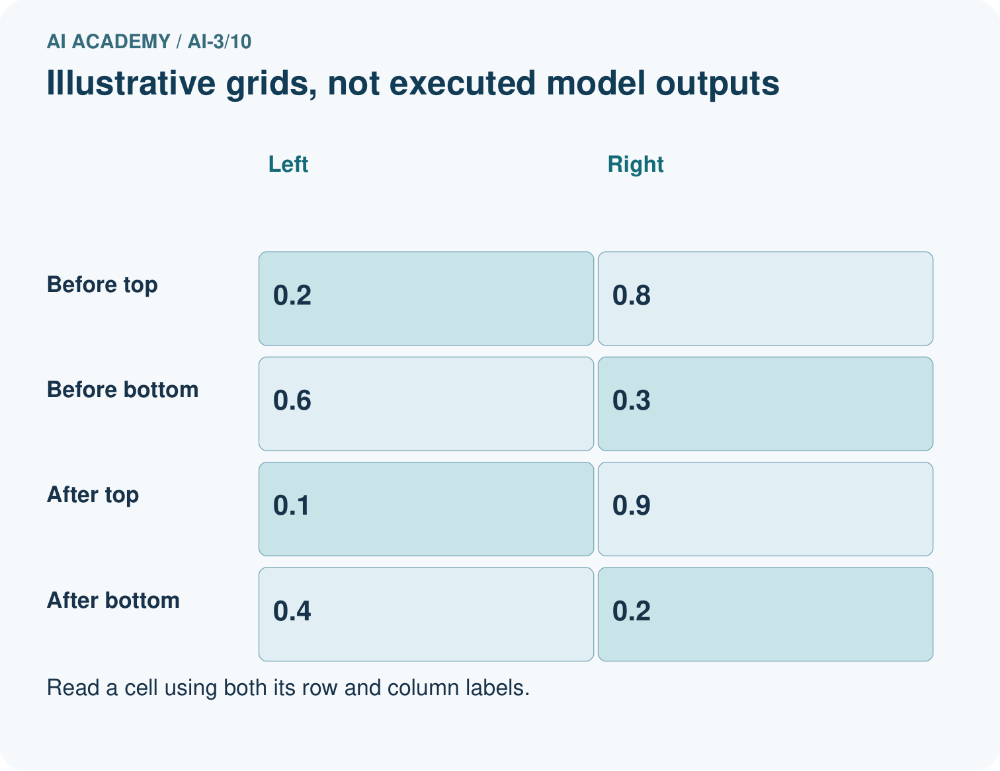 AI ACADEMY / AI-3/10
Illustrative grids, not executed model outputs
Left Right
Before top 0.2 0.8
Before bottom 0.6 0.3
After top 0.1 0.9
After bottom 0.4 0.2
Read a cell using both its row and column labels.